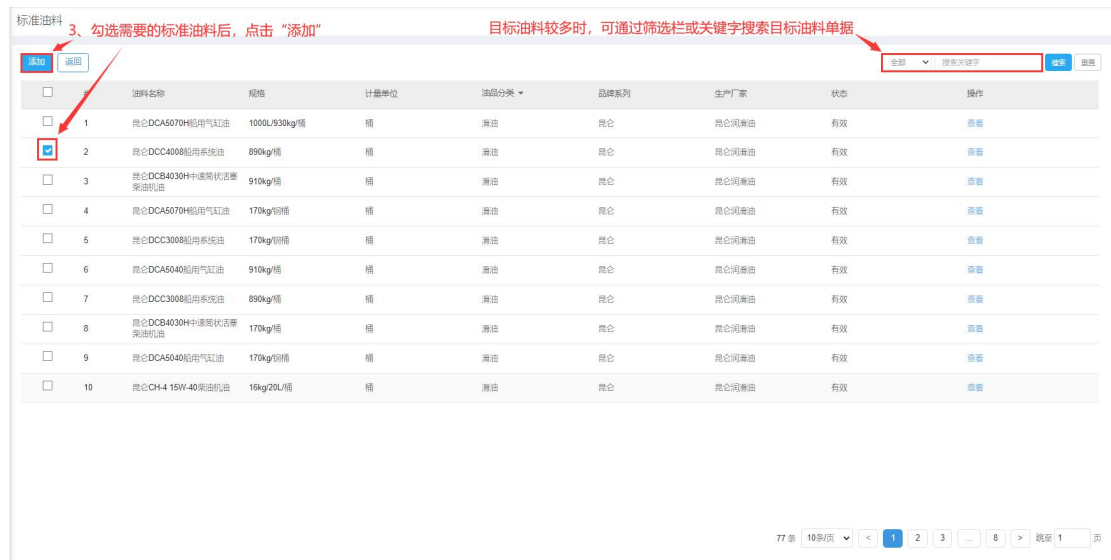 标准油料
3、勾选需要的标准油料后，点击“添加”
目标油料较多时，可通过筛选栏或关键字搜索目标油料单据
添加 返回 全部 搜索关键字 搜索 重置
# 油料名称 规格 计量单位 油品分类 品牌系列 生产厂家 状态 操作
1 昆仑DCA5070H船用气缸油 1000L/930kg/桶 桶 滑油 昆仑 昆仑润滑油 有效 查看
2 昆仑DCC4008船用系统油 890kg/桶 桶 滑油 昆仑 昆仑润滑油 有效 查看
3 昆仑DCB4030H中速筒状活塞 910kg/桶 桶 滑油 昆仑 昆仑润滑油 有效 查看
柴油机油
4 昆仑DCA5070H船用气缸油 170kg/钢桶 桶 滑油 昆仑 昆仑润滑油 有效 查看
5 昆仑DCC3008船用系统油 170kg/钢桶 桶 滑油 昆仑 昆仑润滑油 有效 查看
6 昆仑DCA5040船用气缸油 910kg/桶 桶 滑油 昆仑 昆仑润滑油 有效 查看
7 昆仑DCC3008船用系统油 890kg/桶 桶 滑油 昆仑 昆仑润滑油 有效 查看
8 昆仑DCB4030H中速筒状活塞 170kg/桶 桶 滑油 昆仑 昆仑润滑油 有效 查看
柴油机油
9 昆仑DCA5040船用气缸油 170kg/钢桶 桶 滑油 昆仑 昆仑润滑油 有效 查看
10 昆仑CH-4 15W-40柴油机油 16kg/20L/桶 桶 滑油 昆仑 昆仑润滑油 有效 查看
77 条 10条/页 < 1 2 3 ... 8 > 跳至 1 页